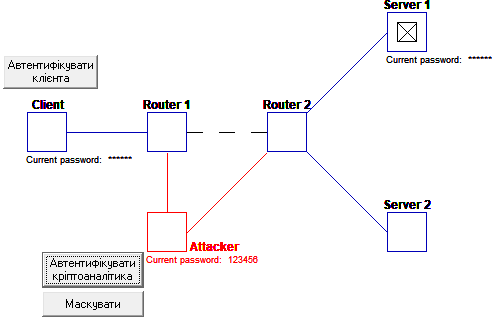 Server 1
Current password: ******
Автентифікувати
клієнта
Client
Router 1
Router 2
Current password: ******
Server 2
Attacker
Current password: 123456
Автентифікувати
кріптоаналітика
Маскувати